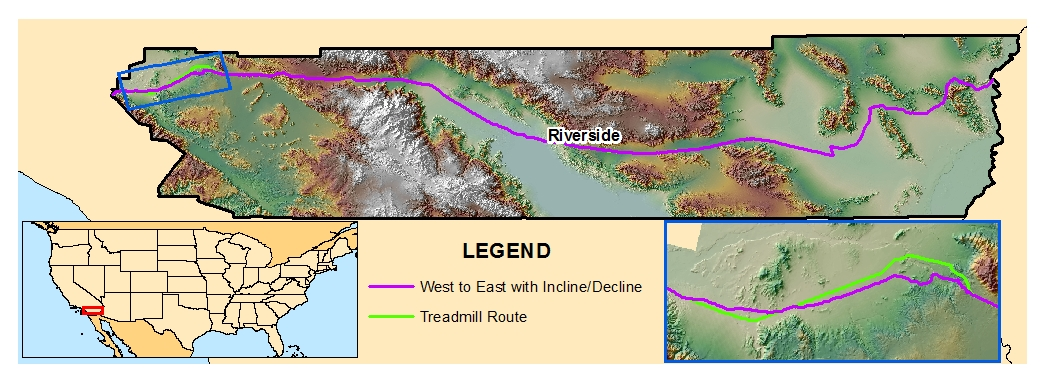 Riverside
LEGEND
West to East with Incline/Decline
Treadmill Route